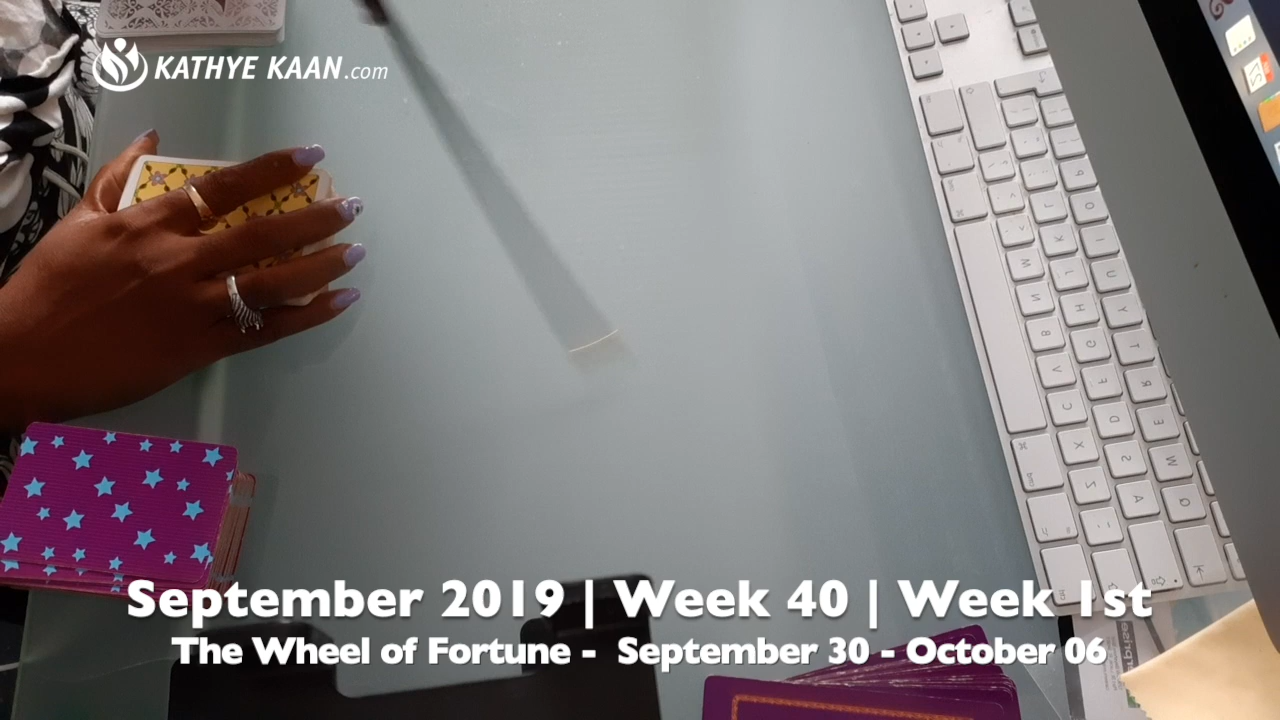 KATHYE KAAN.com
September 2019 | Week 40 | Week 1st
The Wheel of Fortune - September 30 - October 06